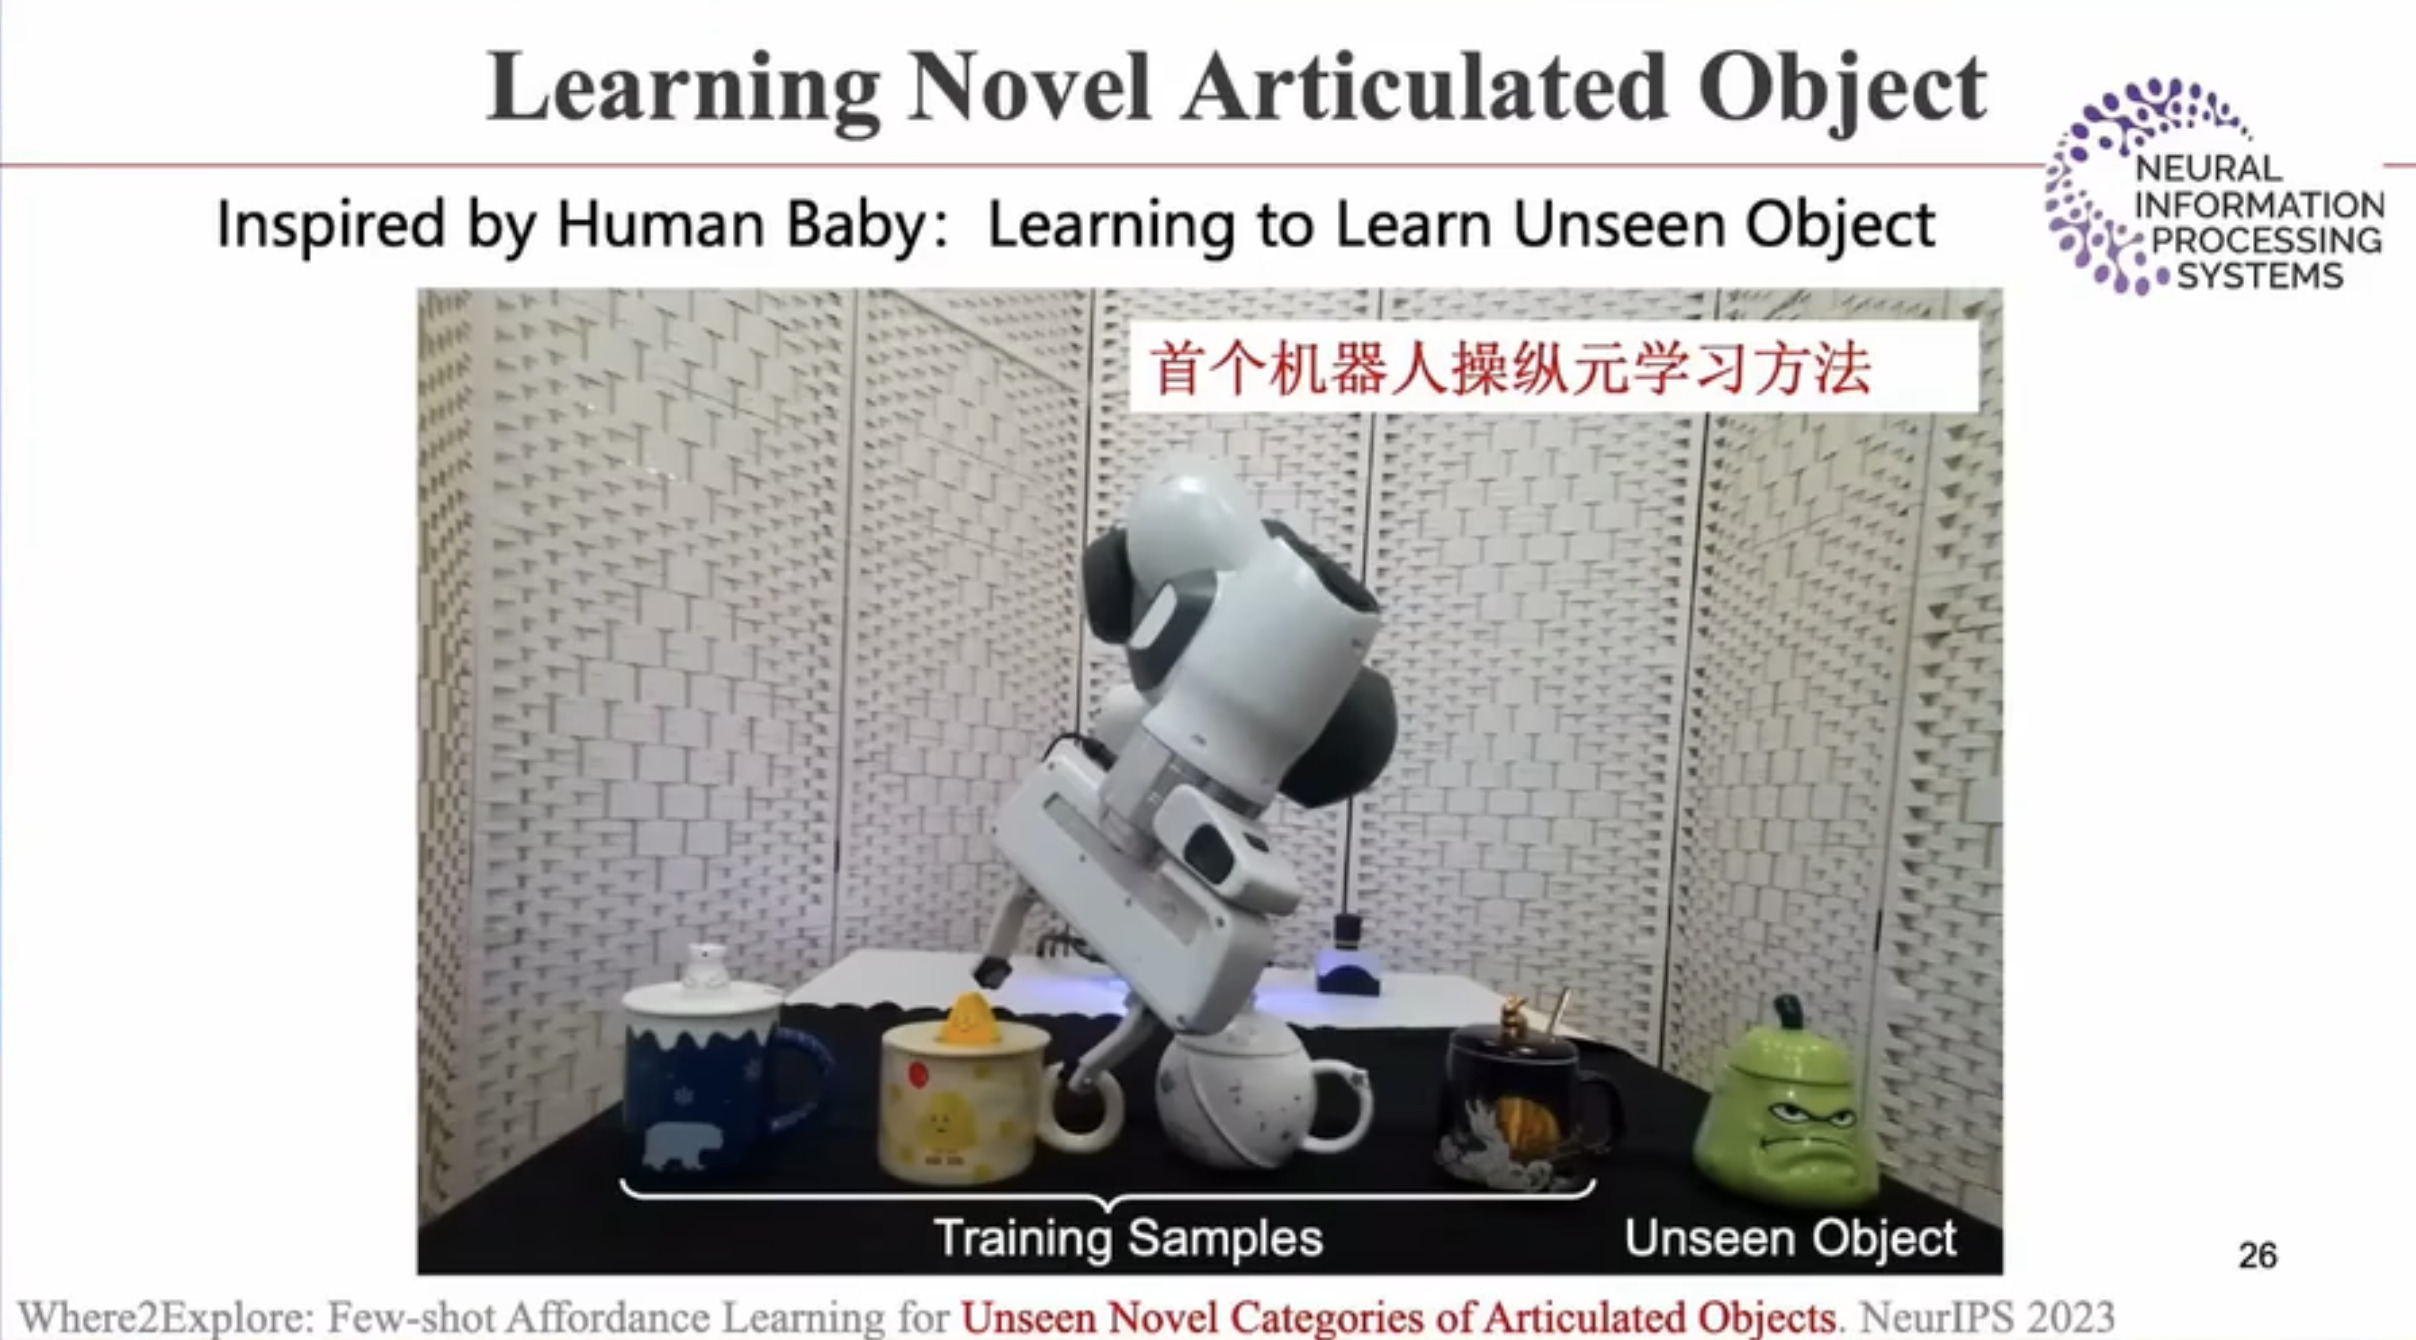 Learning Novel Articulated Object
NEURAL
INFORMATION
PROCESSING
SYSTEMS
Inspired by Human Baby：Learning to Learn Unseen Object
首个机器人操纵元学习方法
Training Samples
Unseen Object
26
Where2Explore: Few-shot Affordance Learning for Unseen Novel Categories of Articulated Objects. NeurIPS 2023